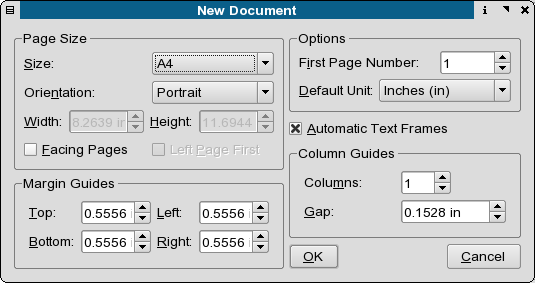 New Document
Page Size
Size: A4
Orientation: Portrait
Width: 8.2639 in Height: 11.6944
Facing Pages Left Page First
Margin Guides
Top: 0.5556 Left: 0.5556
Bottom: 0.5556 Right: 0.5556
Options
First Page Number: 1
Default Unit: Inches (in)
Automatic Text Frames
Column Guides
Columns: 1
Gap: 0.1528 in
OK Cancel